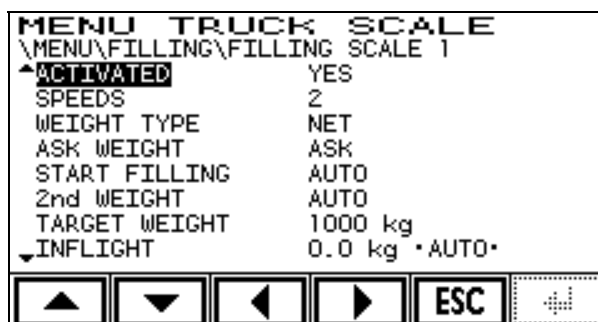 MENU TRUCK SCALE
\MENU\FILLING\FILLING SCALE 1
ACTIVATED YES
SPEEDS 2
WEIGHT TYPE NET
ASK WEIGHT ASK
START FILLING AUTO
2nd WEIGHT AUTO
TARGET WEIGHT 1000 kg
INFLIGHT 0.0 kg •AUTO•
ESC